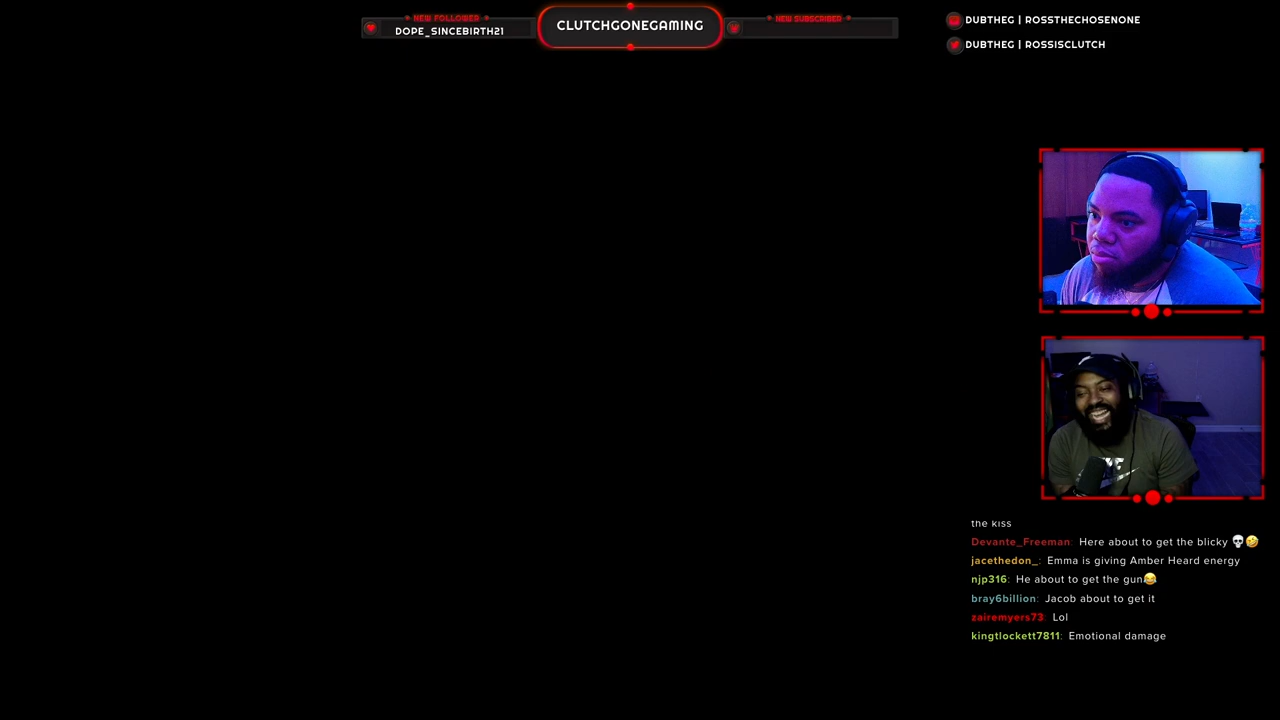 NEW FOLLOWER
DOPE_SINCEBIRTH21
CLUTCHGONEGAMING
NEW SUBSCRIBER
DUBTHEG | ROSSTHECHOSENONE
DUBTHEG | ROSSISCLUTCH
the kiss
Devante_Freeman: Here about to get the blicky 💀🤣
jacethedon_: Emma is giving Amber Heard energy
njp316: He about to get the gun😂
bray6billion: Jacob about to get it
zairemyers73: Lol
kingtlockett7811: Emotional damage